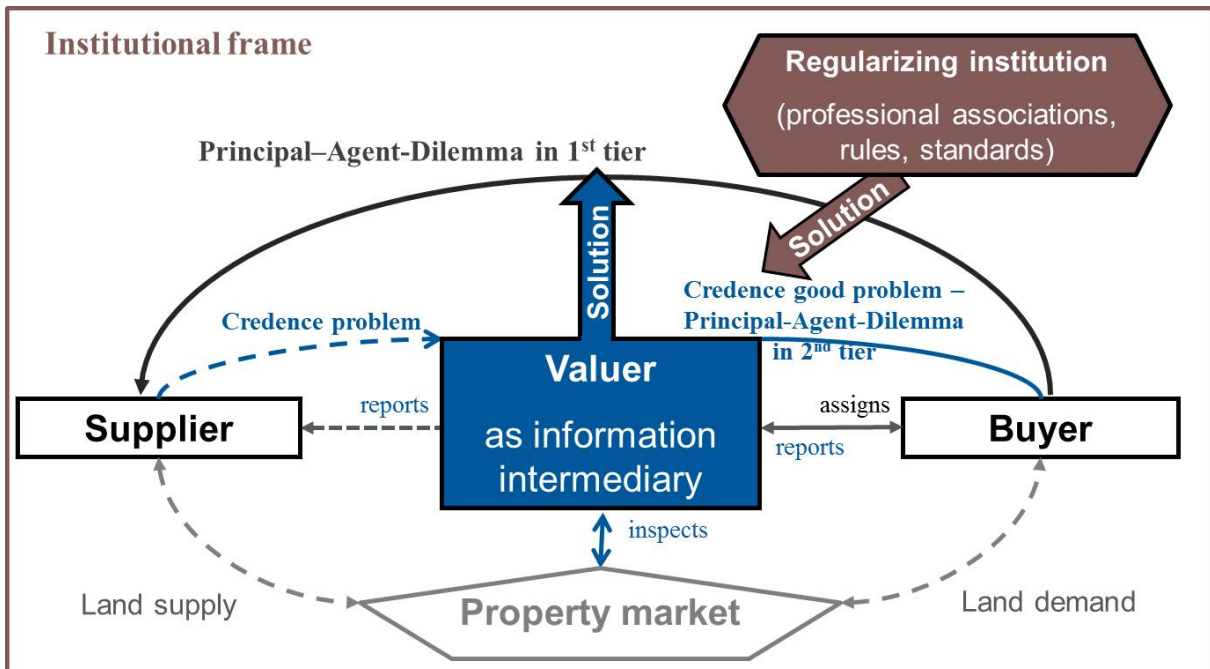 Institutional frame
Regularizing institution
(professional associations,
rules, standards)
Principal–Agent-Dilemma in 1st tier
Solution
Solution
Credence problem
Credence good problem –
Principal-Agent-Dilemma
in 2nd tier
Valuer
as information
intermediary
Supplier
reports
assigns
reports
Buyer
inspects
Land supply
Property market
Land demand